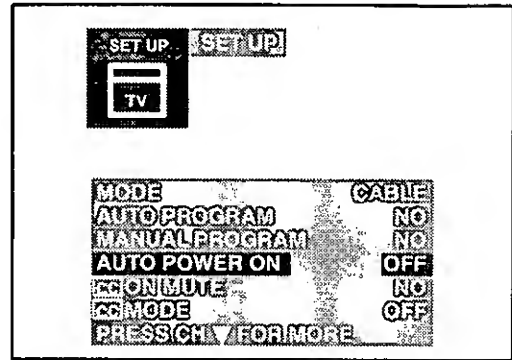 SET UP SET UP
TV
MODE CABLE
AUTO PROGRAM NO
MANUAL PROGRAM NO
AUTO POWER ON OFF
CC ON MUTE NO
CC MODE OFF
PRESS CH ▼ FOR MORE